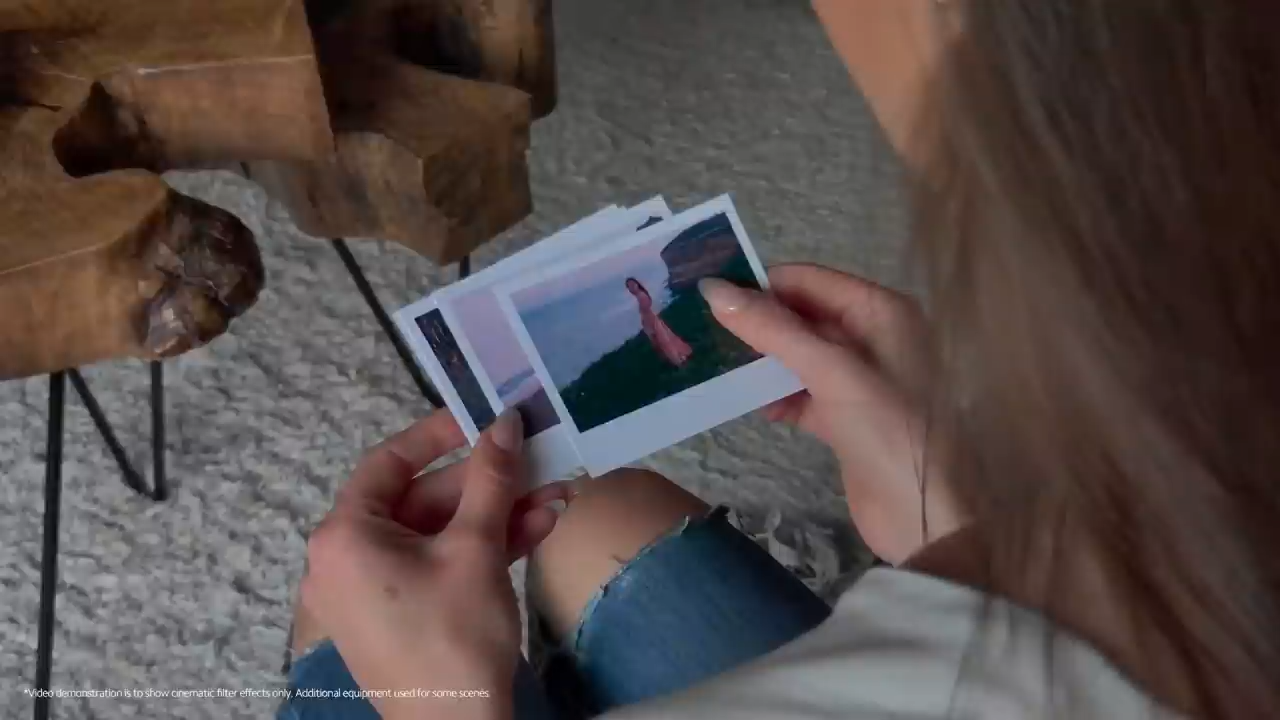 *Video demonstration is to show cinematic filter effects only. Additional equipment used for some scenes.